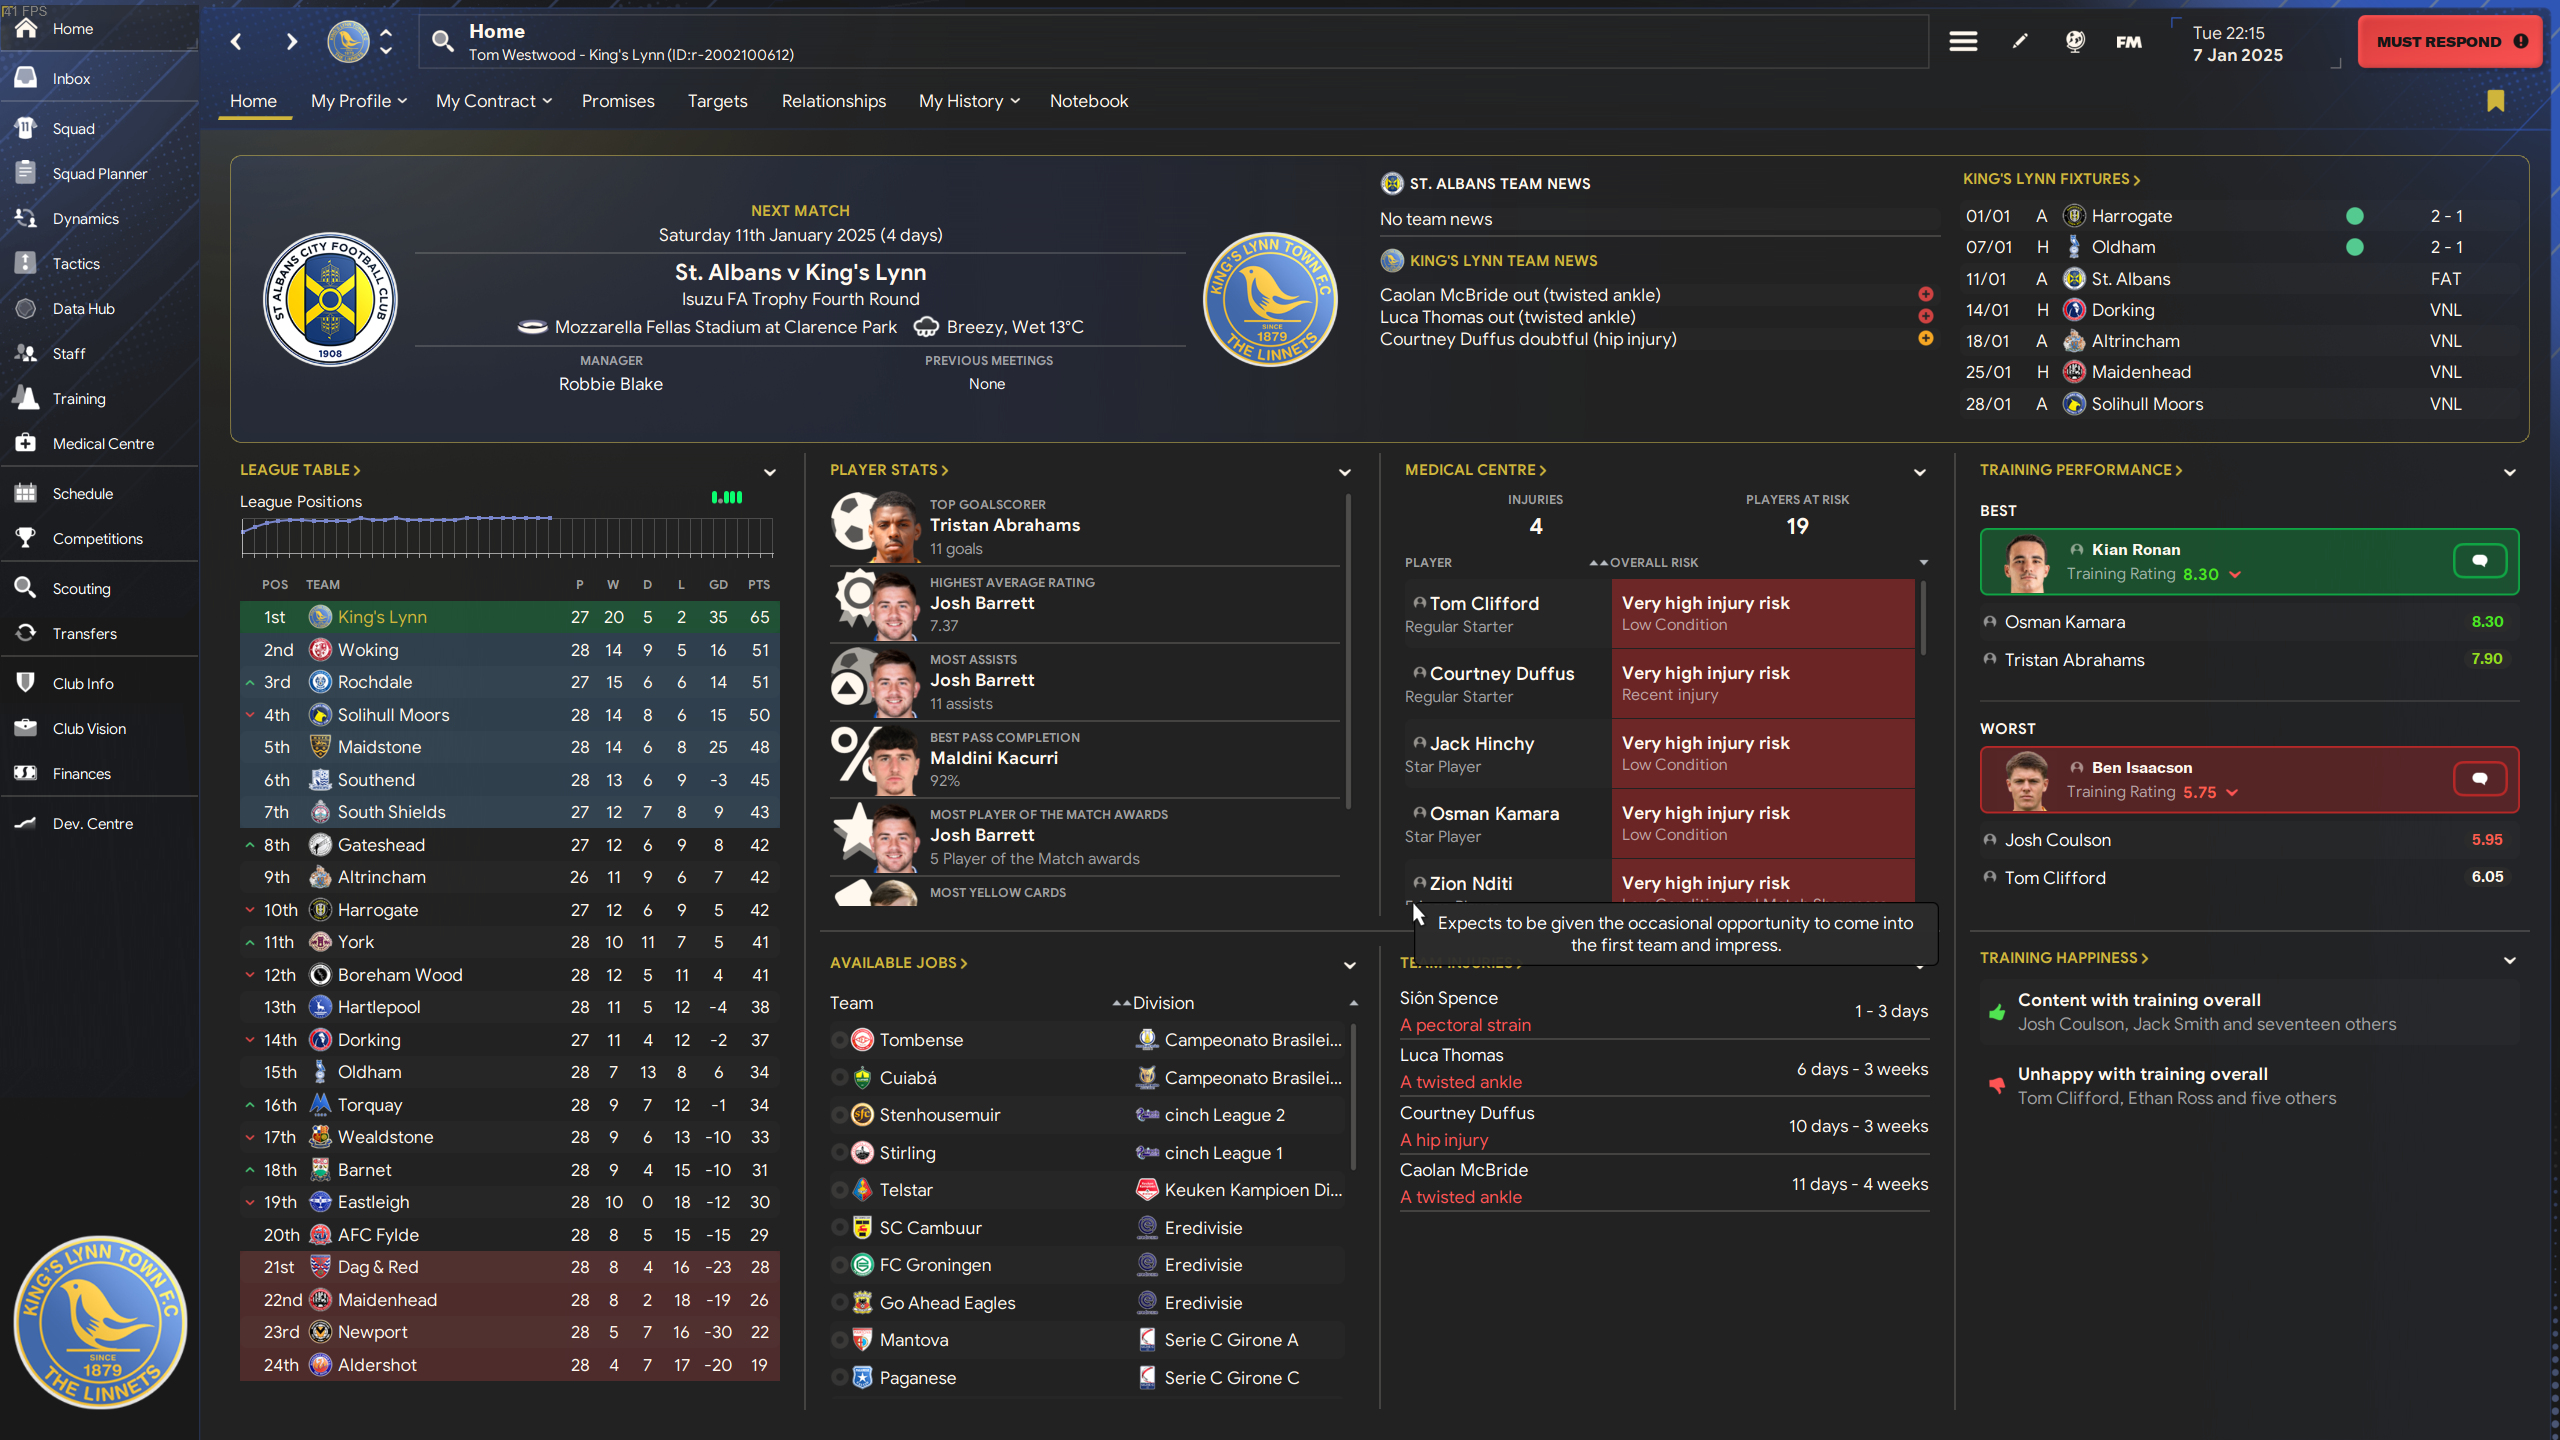 41 FPS
Home
Inbox
Squad
Squad Planner
Dynamics
Tactics
Data Hub
Staff
Training
Medical Centre
Schedule
Competitions
Scouting
Transfers
Club Info
Club Vision
Finances
Dev. Centre
KING'S LYNN TOWN F.C
SINCE
1879
THE LINNETS
Home
Tom Westwood - King's Lynn (ID:r-2002100612)
FM
Tue 22:15
7 Jan 2025
MUST RESPOND
Home My Profile My Contract Promises Targets Relationships My History Notebook
ST ALBANS CITY FOOTBALL CLUB
1908
NEXT MATCH
Saturday 11th January 2025 (4 days)
St. Albans v King's Lynn
Isuzu FA Trophy Fourth Round
Mozzarella Fellas Stadium at Clarence Park Breezy, Wet 13°C
MANAGER PREVIOUS MEETINGS
Robbie Blake None
KING'S LYNN TOWN F.C
SINCE
1879
THE LINNETS
ST. ALBANS TEAM NEWS
No team news
KING'S LYNN TEAM NEWS
Caolan McBride out (twisted ankle)
Luca Thomas out (twisted ankle)
Courtney Duffus doubtful (hip injury)
KING'S LYNN FIXTURES
01/01 A Harrogate 2 - 1
07/01 H Oldham 2 - 1
11/01 A St. Albans FAT
14/01 H Dorking VNL
18/01 A Altrincham VNL
25/01 H Maidenhead VNL
28/01 A Solihull Moors VNL
LEAGUE TABLE
League Positions
POS TEAM P W D L GD PTS
1st King's Lynn 27 20 5 2 35 65
2nd Woking 28 14 9 5 16 51
3rd Rochdale 27 15 6 6 14 51
4th Solihull Moors 28 14 8 6 15 50
5th Maidstone 28 14 6 8 25 48
6th Southend 28 13 6 9 -3 45
7th South Shields 27 12 7 8 9 43
8th Gateshead 27 12 6 9 8 42
9th Altrincham 26 11 9 6 7 42
10th Harrogate 27 12 6 9 5 42
11th York 28 10 11 7 5 41
12th Boreham Wood 28 12 5 11 4 41
13th Hartlepool 28 11 5 12 -4 38
14th Dorking 27 11 4 12 -2 37
15th Oldham 28 7 13 8 6 34
16th Torquay 28 9 7 12 -1 34
17th Wealdstone 28 9 6 13 -10 33
18th Barnet 28 9 4 15 -10 31
19th Eastleigh 28 10 0 18 -12 30
20th AFC Fylde 28 8 5 15 -15 29
21st Dag & Red 28 8 4 16 -23 28
22nd Maidenhead 28 8 2 18 -19 26
23rd Newport 28 5 7 16 -30 22
24th Aldershot 28 4 7 17 -20 19
PLAYER STATS
TOP GOALSCORER
Tristan Abrahams
11 goals
HIGHEST AVERAGE RATING
Josh Barrett
7.37
MOST ASSISTS
Josh Barrett
11 assists
BEST PASS COMPLETION
Maldini Kacurri
92%
MOST PLAYER OF THE MATCH AWARDS
Josh Barrett
5 Player of the Match awards
MOST YELLOW CARDS
AVAILABLE JOBS
Team Division
Tombense Campeonato Brasilei...
Cuiabá Campeonato Brasilei...
Stenhousemuir cinch League 2
Stirling cinch League 1
Telstar Keuken Kampioen Di...
SC Cambuur Eredivisie
FC Groningen Eredivisie
Go Ahead Eagles Eredivisie
Mantova Serie C Girone A
Paganese Serie C Girone C
MEDICAL CENTRE
INJURIES PLAYERS AT RISK
4 19
PLAYER OVERALL RISK
Tom Clifford Very high injury risk
Regular Starter Low Condition
Courtney Duffus Very high injury risk
Regular Starter Recent injury
Jack Hinchy Very high injury risk
Star Player Low Condition
Osman Kamara Very high injury risk
Star Player Low Condition
Zion Nditi Very high injury risk
Expects to be given the occasional opportunity to come into
the first team and impress.
TEAM INJURIES
Siôn Spence
A pectoral strain 1 - 3 days
Luca Thomas
A twisted ankle 6 days - 3 weeks
Courtney Duffus
A hip injury 10 days - 3 weeks
Caolan McBride
A twisted ankle 11 days - 4 weeks
TRAINING PERFORMANCE
BEST
Kian Ronan
Training Rating 8.30
Osman Kamara 8.30
Tristan Abrahams 7.90
WORST
Ben Isaacson
Training Rating 5.75
Josh Coulson 5.95
Tom Clifford 6.05
TRAINING HAPPINESS
Content with training overall
Josh Coulson, Jack Smith and seventeen others
Unhappy with training overall
Tom Clifford, Ethan Ross and five others